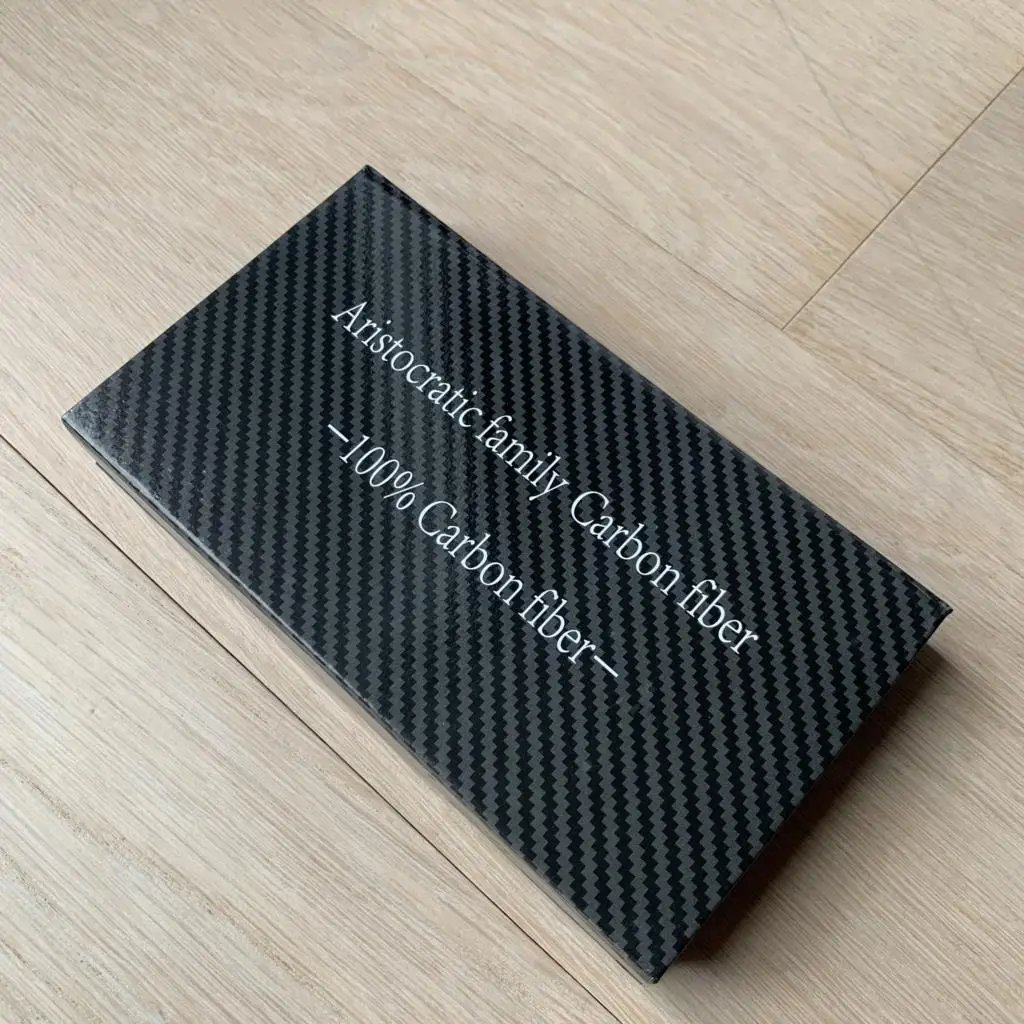 Aristocratic family Carbon fiber
–100% Carbon fiber–